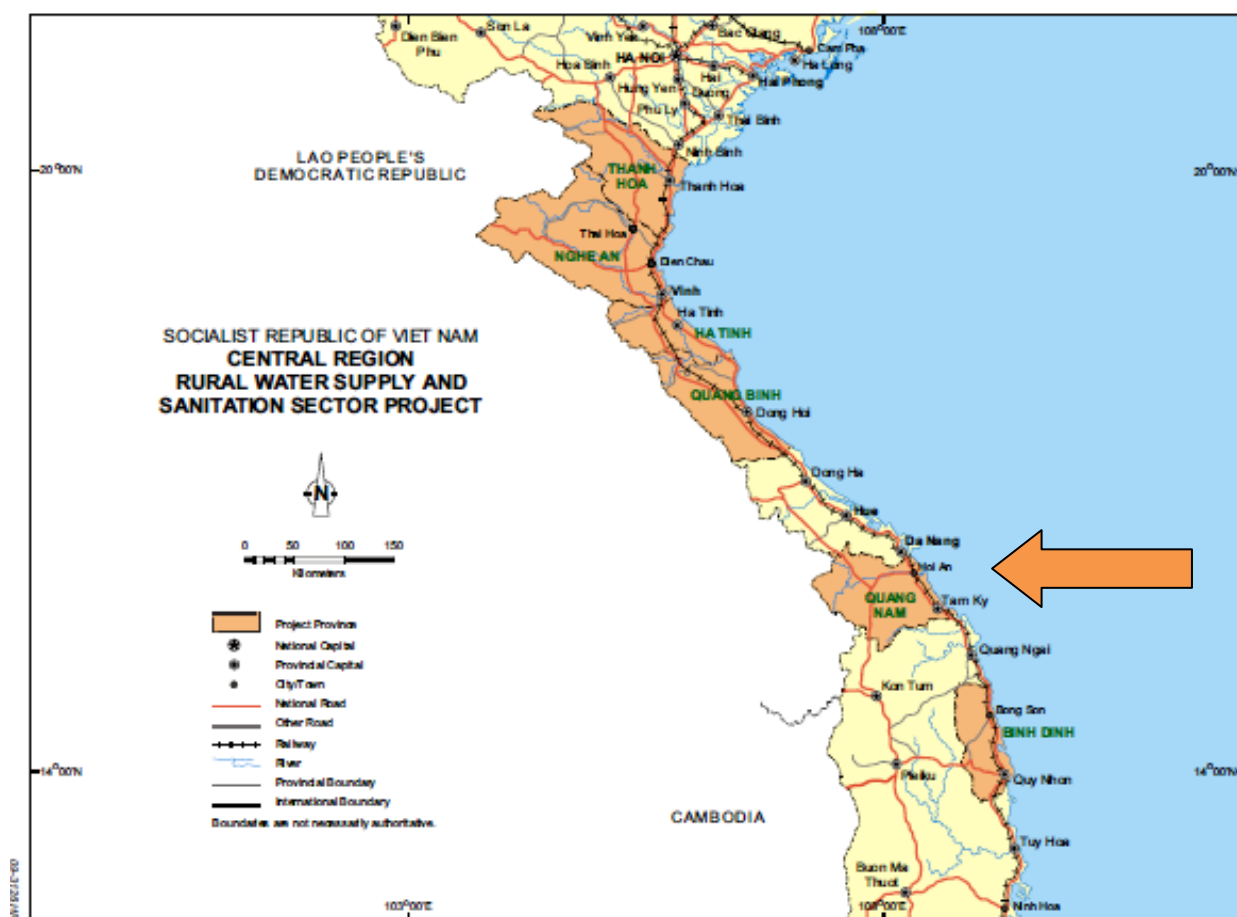 108°00'E
Dien Bien
Phu
Son La
Vinh Yen
Bac Giang
HA NOI
Cam Pha
Ha Long
Hoa Binh
Hai
Duong
Hai Phong
Hung Yen
Phu Ly
Thai Binh
Ninh Binh
LAO PEOPLE'S
DEMOCRATIC REPUBLIC
20°00'N
20°00'N
THANH
HOA
Thanh Hoa
Thai Hoa
NGHE AN
Dien Chau
Vinh
Ha Tinh
HA TINH
SOCIALIST REPUBLIC OF VIET NAM
CENTRAL REGION
RURAL WATER SUPPLY AND
SANITATION SECTOR PROJECT
QUANG BINH
Dong Hoi
N
Dong Ha
Hue
Da Nang
Hoi An
0 50 100 150
Kilometers
QUANG
NAM
Tam Ky
Quang Ngai
Kon Tum
Bong Son
BINH DINH
Project Province
National Capital
Provincial Capital
City/Town
National Road
Other Road
Railway
River
Provincial Boundary
International Boundary
Boundaries are not necessarily authoritative.
14°00'N
14°00'N
Pleiku
Quy Nhon
CAMBODIA
Tuy Hoa
Buon Ma
Thuot
103°00'E
108°00'E
Ninh Hoa